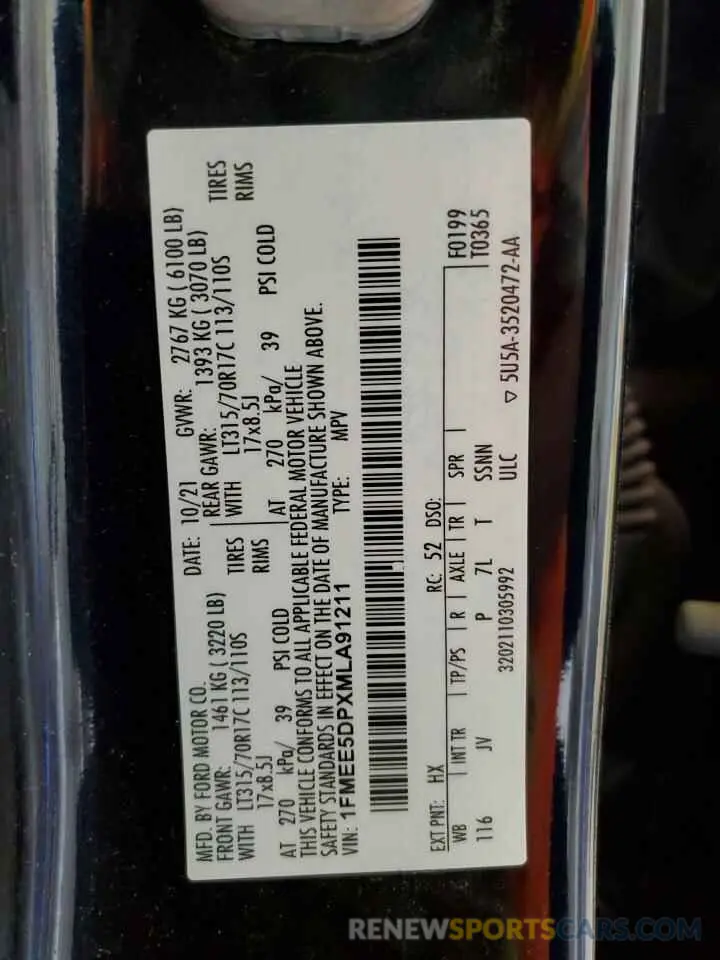 MFD. BY FORD MOTOR CO.
DATE: 10/21
GVWR: 2767 KG ( 6100 LB)
FRONT GAWR: 1461 KG ( 3220 LB)
REAR GAWR: 1393 KG ( 3070 LB)
WITH LT315/70R17C 113/110S TIRES
WITH LT315/70R17C 113/110S TIRES
17x8.5J RIMS
17x8.5J RIMS
AT 270 kPa/ 39 PSI COLD
AT 270 kPa/ 39 PSI COLD
THIS VEHICLE CONFORMS TO ALL APPLICABLE FEDERAL MOTOR VEHICLE
SAFETY STANDARDS IN EFFECT ON THE DATE OF MANUFACTURE SHOWN ABOVE.
VIN: 1FMEE5DPXMLA91211
TYPE: MPV
EXT PNT: HX RC: 52 DSO: F0199
WB INT TR TP/PS R AXLE TR SPR T0365
116 JV P 7L T SSNN
3202110305992 ULC ▽ 5U5A-3520472-AA
RENEWSPORTSCARS.COM